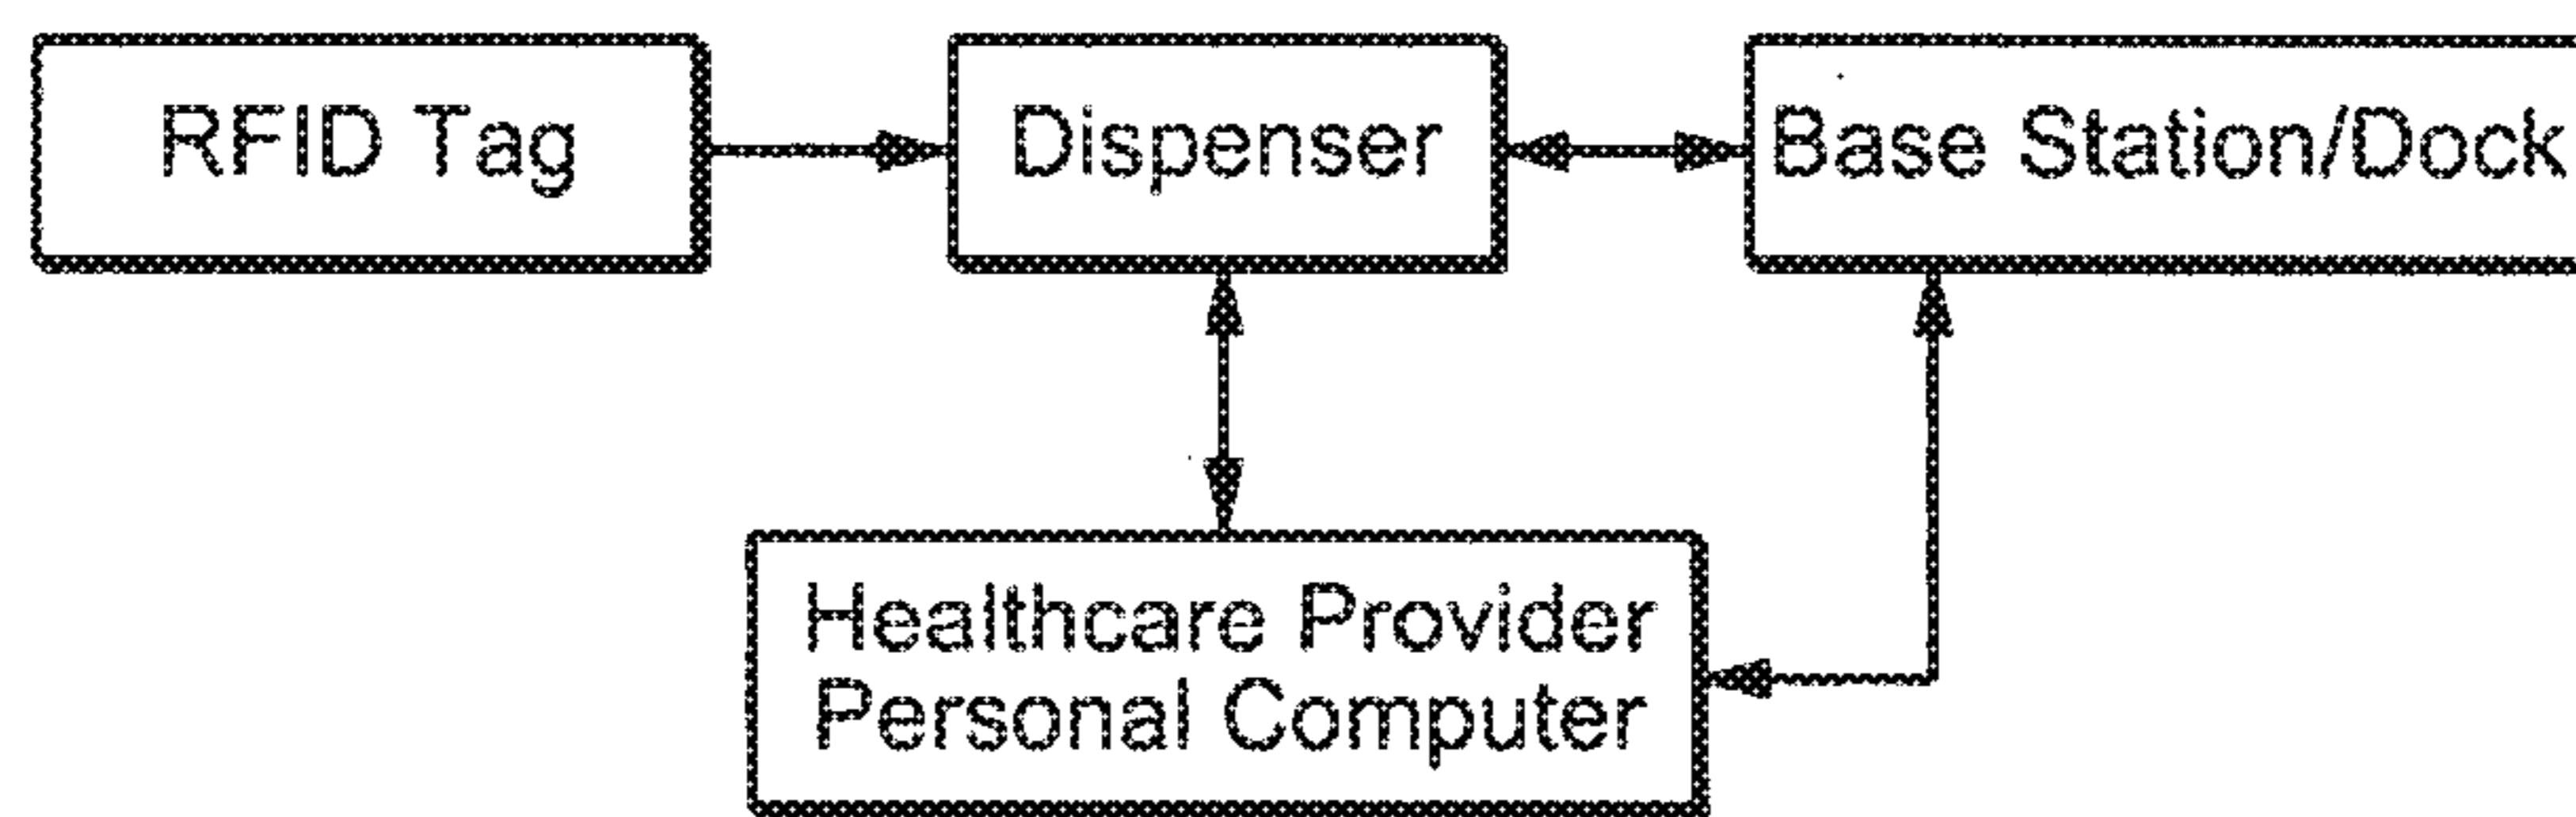 RFID Tag
Dispenser
Base Station/Dock
Healthcare Provider
Personal Computer